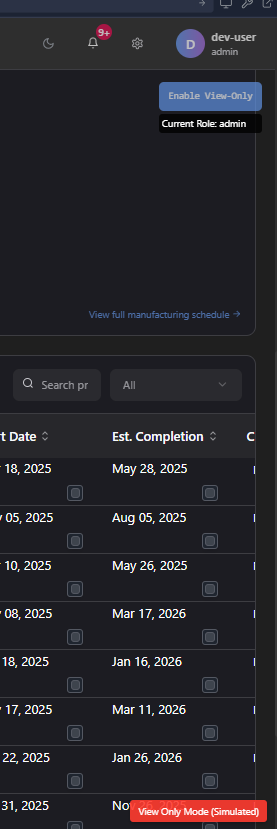 9+
D
dev-user
admin
Enable View-Only
Current Role: admin
View full manufacturing schedule →
Search pr
All
t Date
Est. Completion
C
18, 2025
May 28, 2025
05, 2025
Aug 05, 2025
10, 2025
May 26, 2025
08, 2025
Mar 17, 2026
18, 2025
Jan 16, 2026
17, 2025
Mar 11, 2026
22, 2025
Jan 26, 2026
31, 2025
View Only Mode (Simulated)